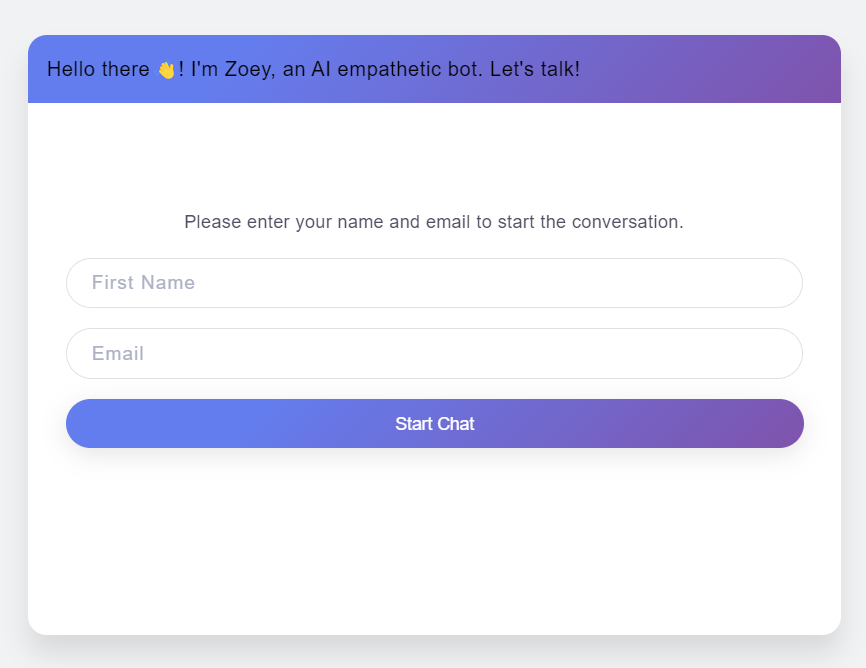 Hello there 👋! I'm Zoey, an AI empathetic bot. Let's talk!
Please enter your name and email to start the conversation.
First Name
Email
Start Chat